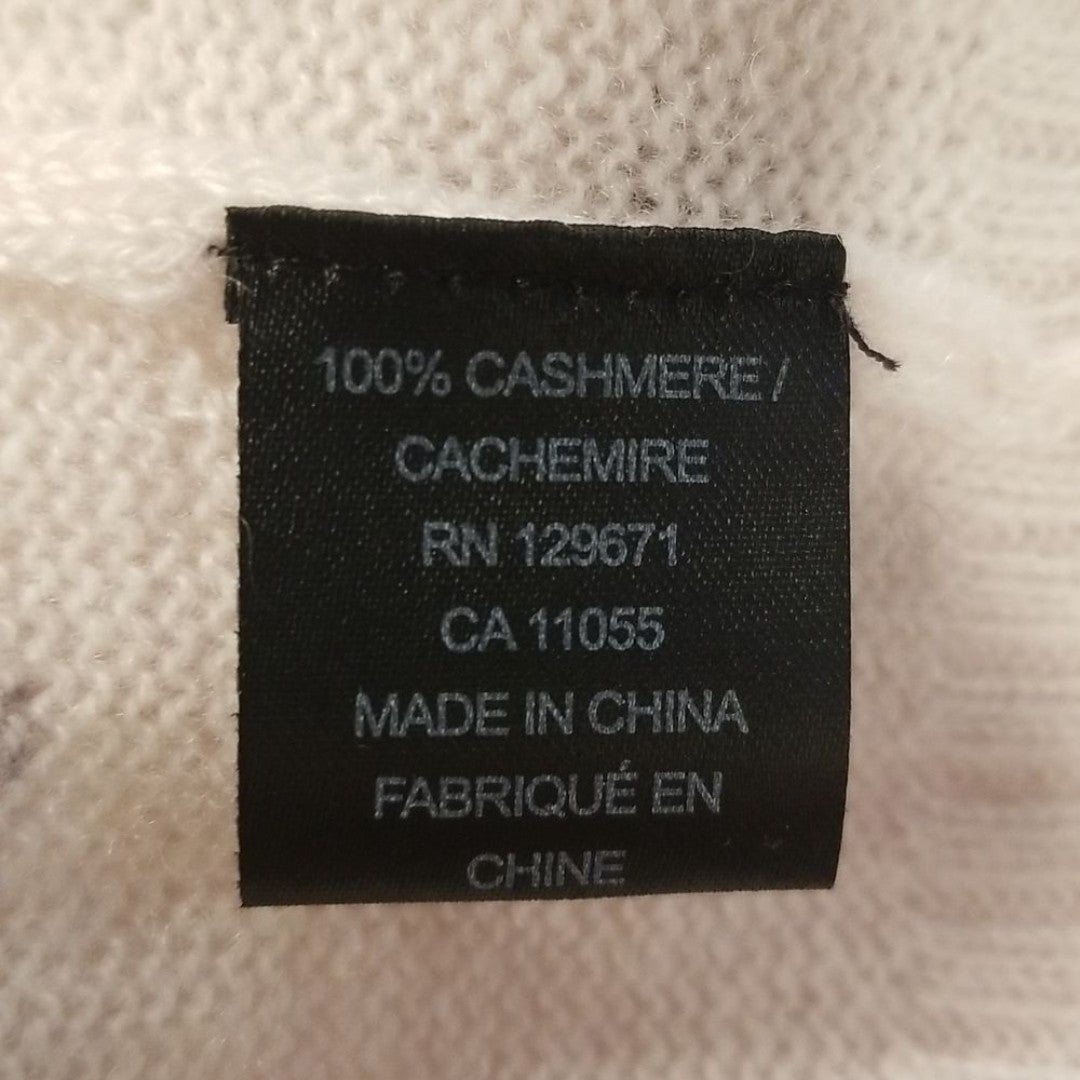 100% CASHMERE /
CACHEMIRE
RN 129671
CA 11055
MADE IN CHINA
FABRIQUÉ EN
CHINE